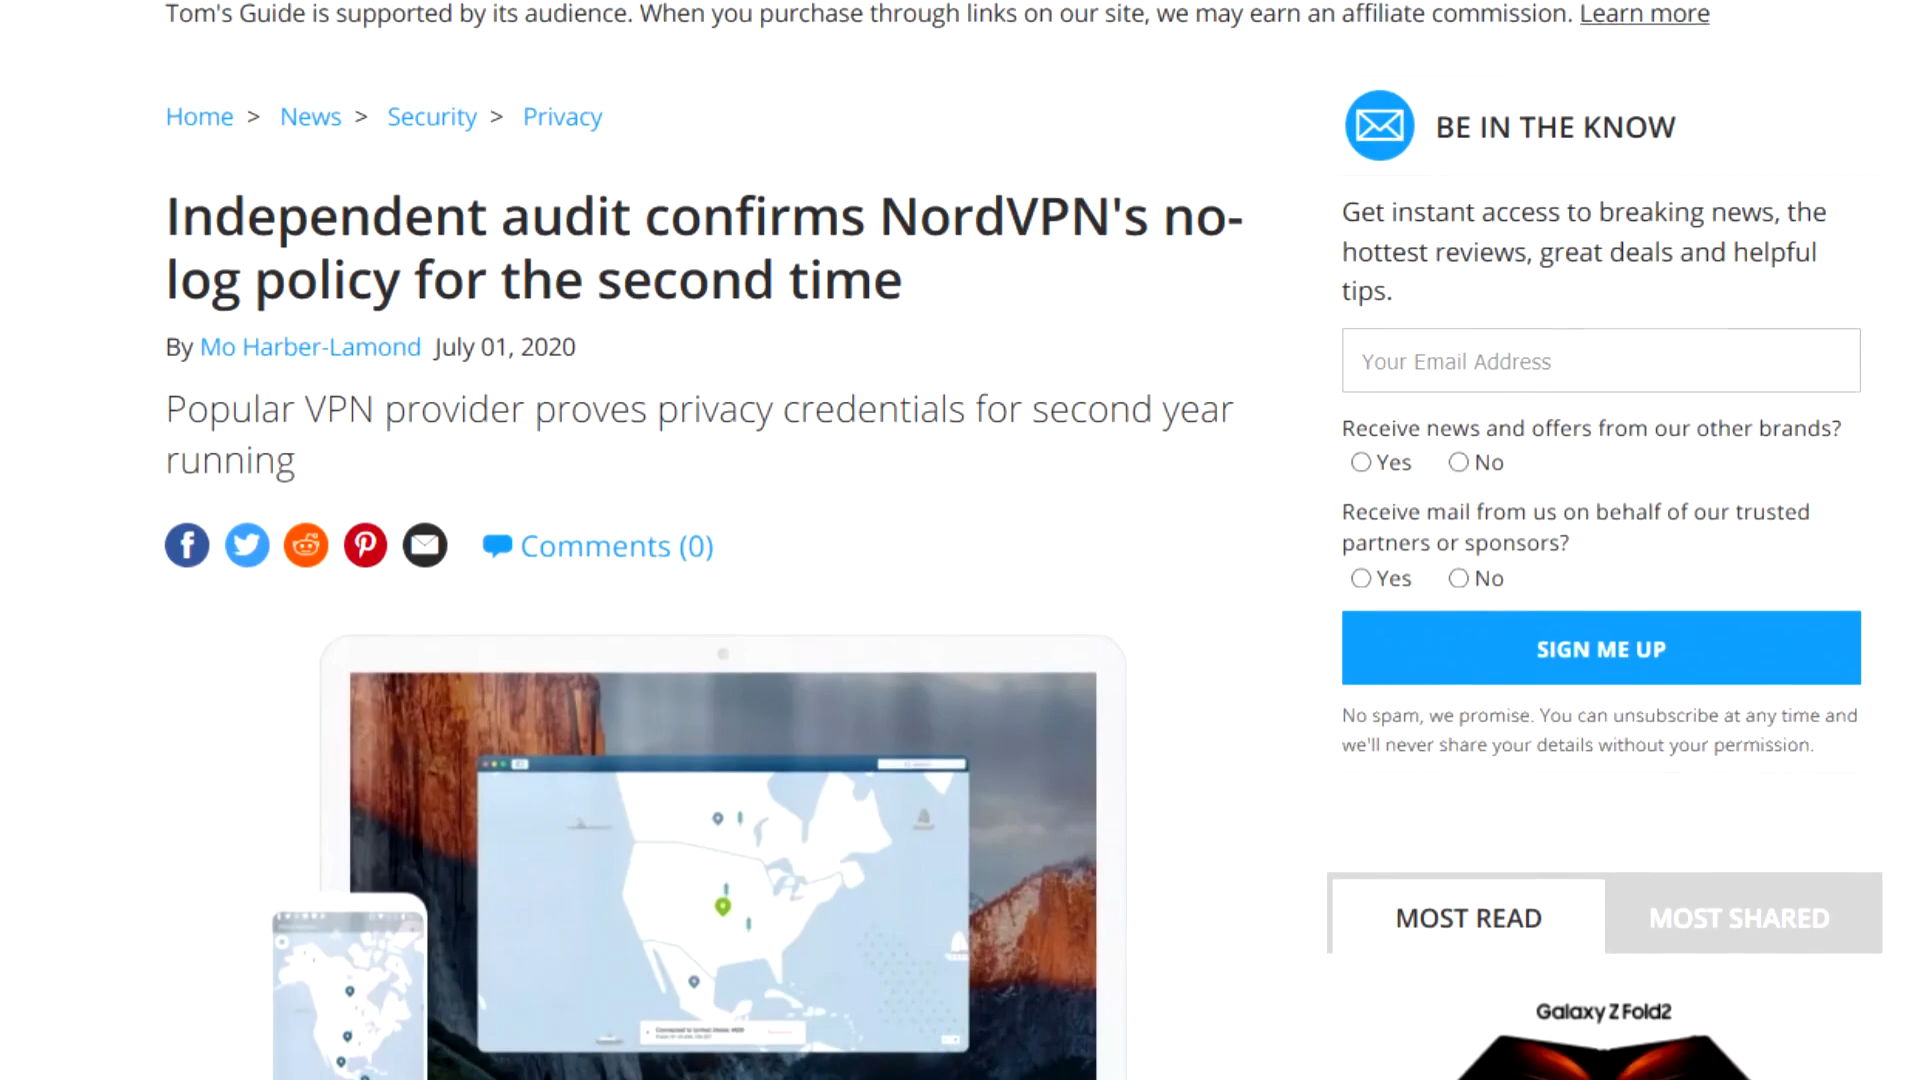 Tom's Guide is supported by its audience. When you purchase through links on our site, we may earn an affiliate commission. Learn more
Home > News > Security > Privacy
Independent audit confirms NordVPN's no-
log policy for the second time
By Mo Harber-Lamond July 01, 2020
Popular VPN provider proves privacy credentials for second year
running
Comments (0)
BE IN THE KNOW
Get instant access to breaking news, the
hottest reviews, great deals and helpful
tips.
Your Email Address
Receive news and offers from our other brands?
Yes No
Receive mail from us on behalf of our trusted
partners or sponsors?
Yes No
SIGN ME UP
No spam, we promise. You can unsubscribe at any time and
we'll never share your details without your permission.
MOST READ MOST SHARED
Galaxy Z Fold2